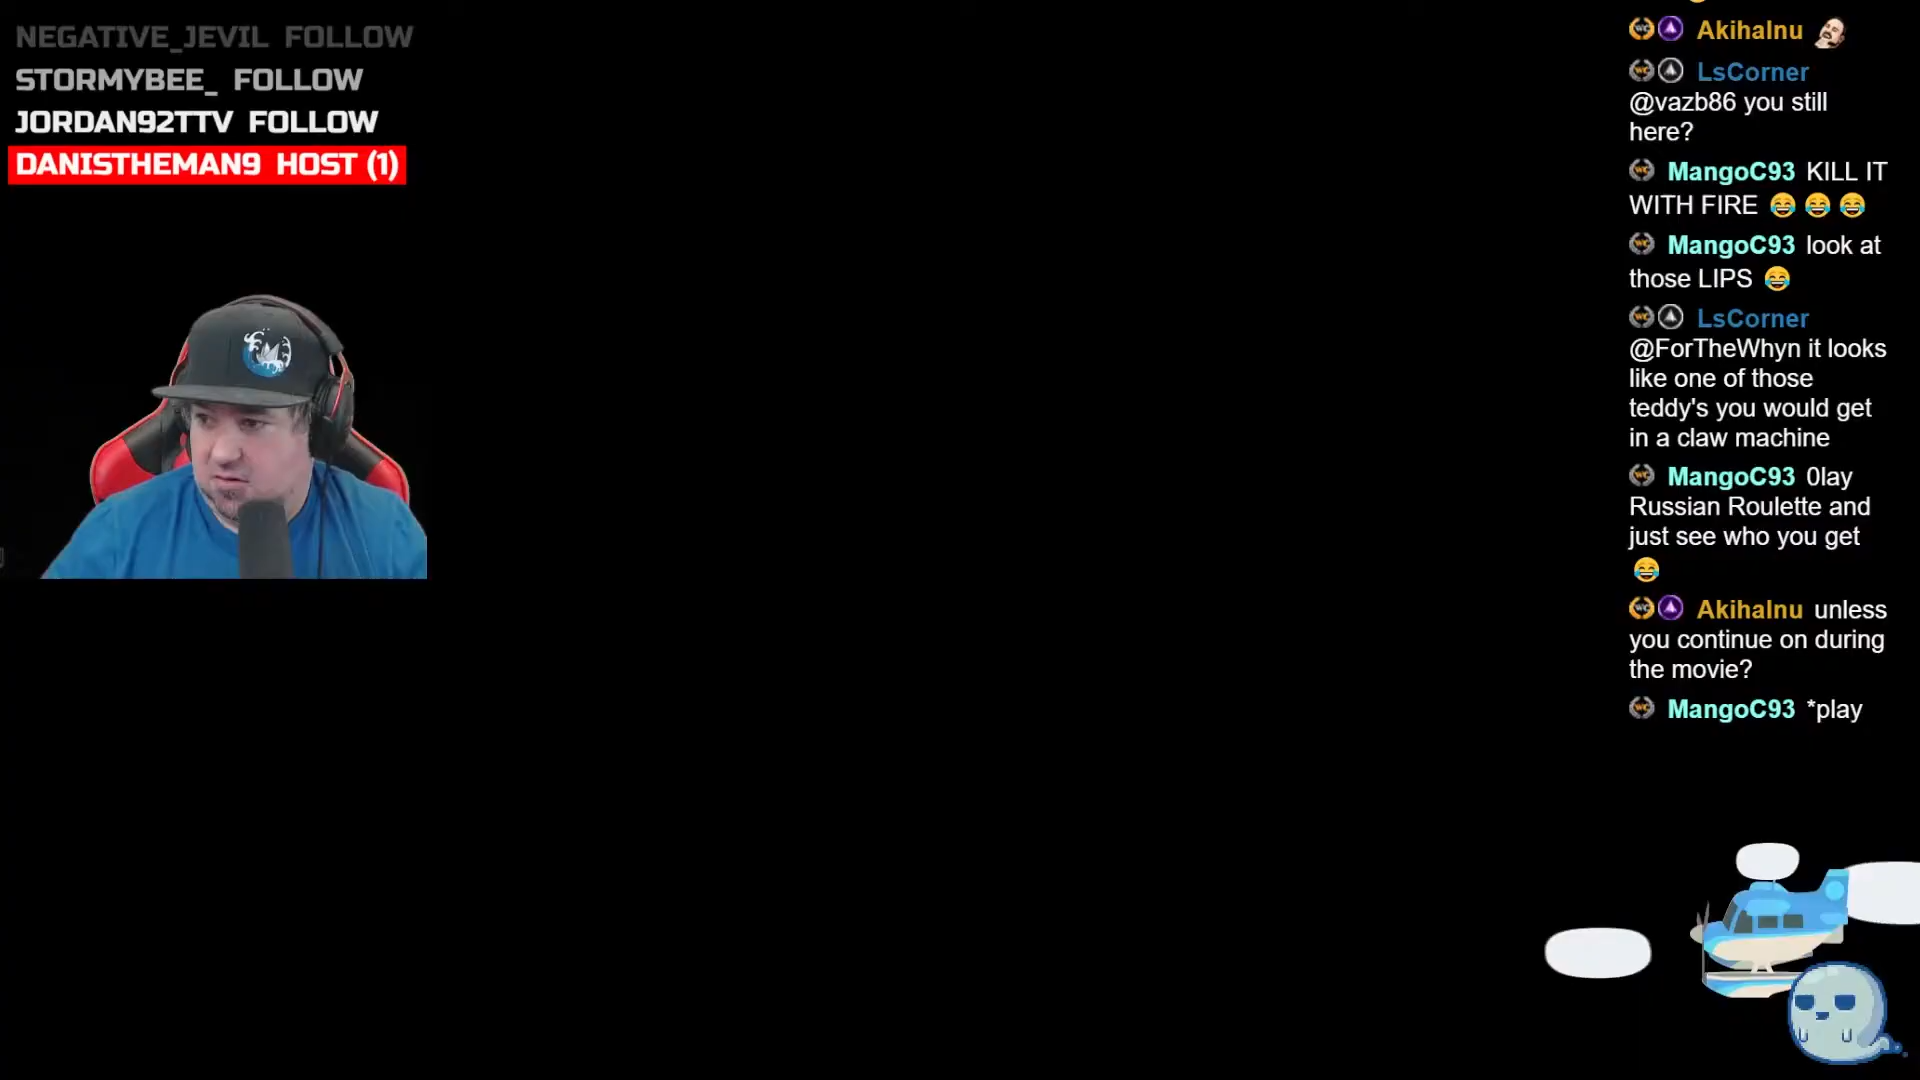 NEGATIVE_JEVIL FOLLOW
STORMYBEE_ FOLLOW
JORDAN92TTV FOLLOW
DANISTHEMAN9 HOST (1)
AkihaInu
LsCorner
@vazb86 you still
here?
MangoC93 KILL IT
WITH FIRE 😂 😂 😂
MangoC93 look at
those LIPS 😂
LsCorner
@ForTheWhyn it looks
like one of those
teddy's you would get
in a claw machine
MangoC93 0lay
Russian Roulette and
just see who you get
😂
AkihaInu unless
you continue on during
the movie?
MangoC93 *play